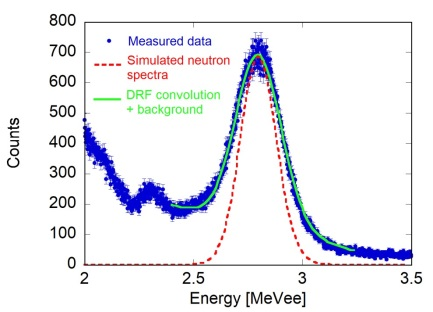 800
700
600
500
400
300
200
100
0
Counts
Measured data
Simulated neutron
spectra
DRF convolution
+ background
2
2.5
3
3.5
Energy [MeVee]